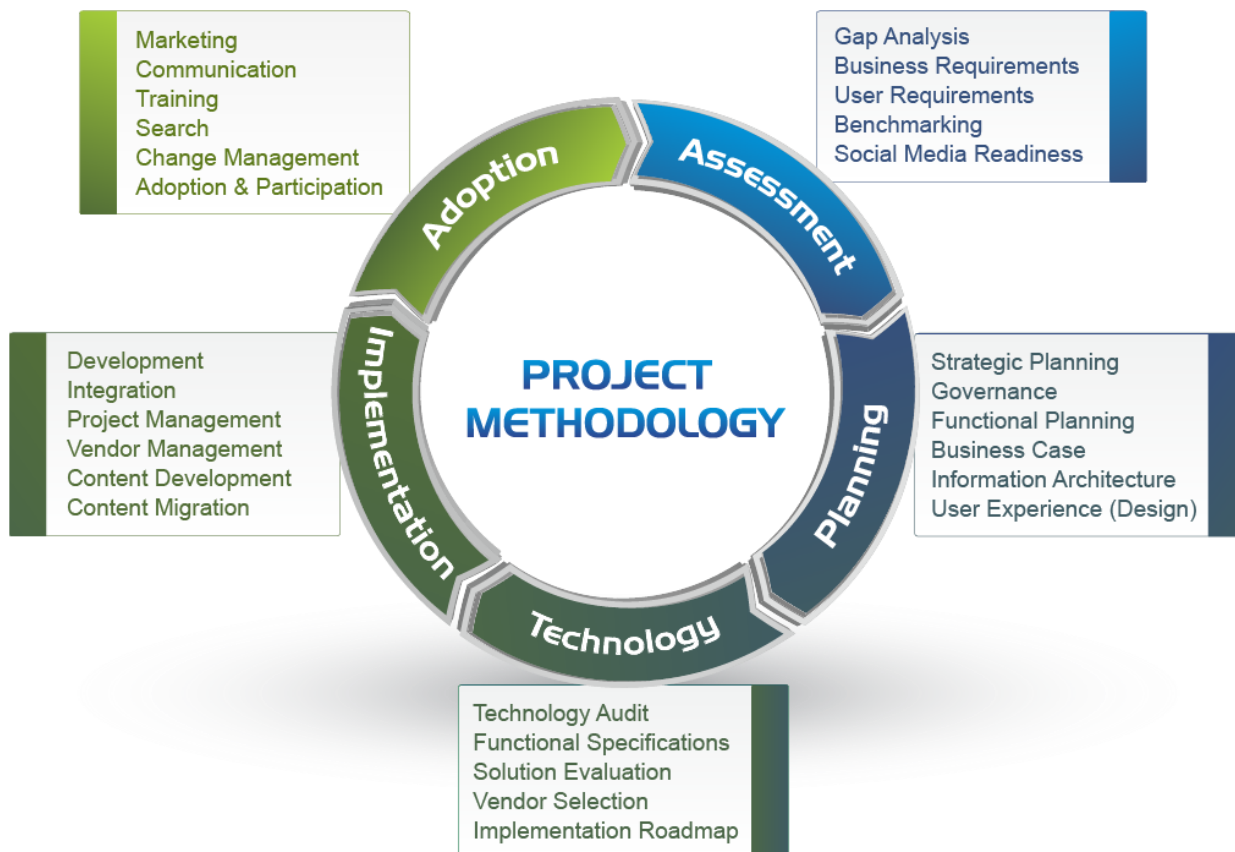 Marketing
Communication
Training
Search
Change Management
Adoption & Participation
Gap Analysis
Business Requirements
User Requirements
Benchmarking
Social Media Readiness
Adoption
Assessment
PROJECT
METHODOLOGY
Implementation
Planning
Technology
Development
Integration
Project Management
Vendor Management
Content Development
Content Migration
Strategic Planning
Governance
Functional Planning
Business Case
Information Architecture
User Experience (Design)
Technology Audit
Functional Specifications
Solution Evaluation
Vendor Selection
Implementation Roadmap